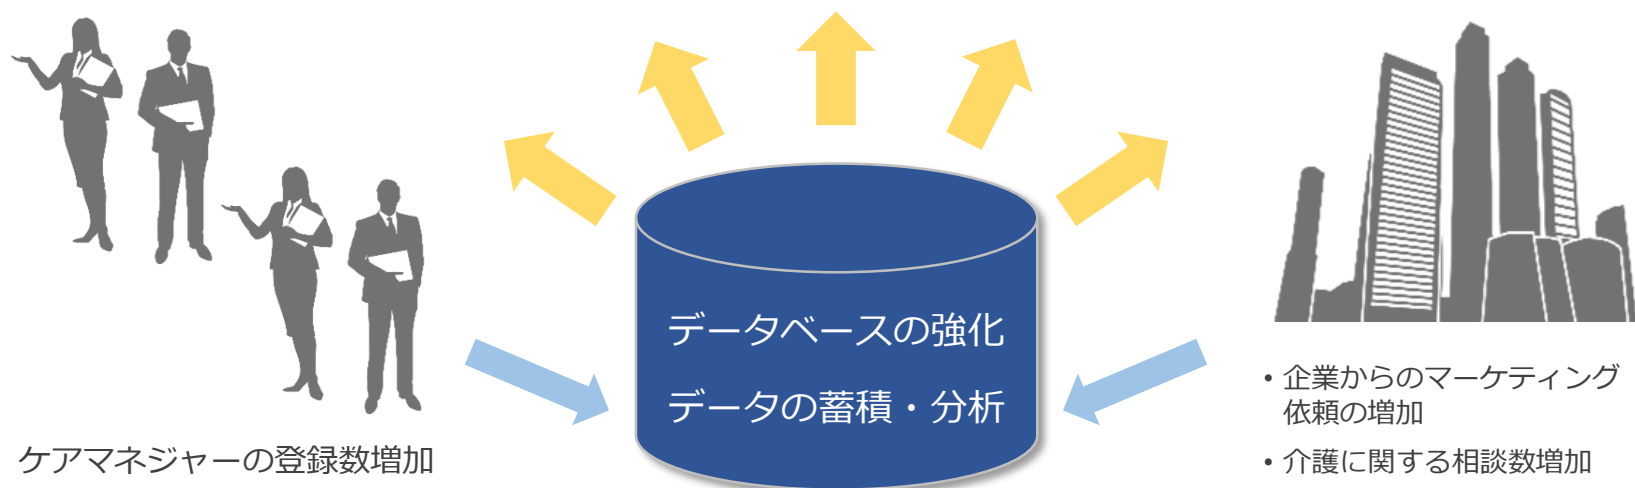 データベースの強化
データの蓄積・分析
ケアマネジャーの登録数増加
・企業からのマーケティング
依頼の増加
・介護に関する相談数増加